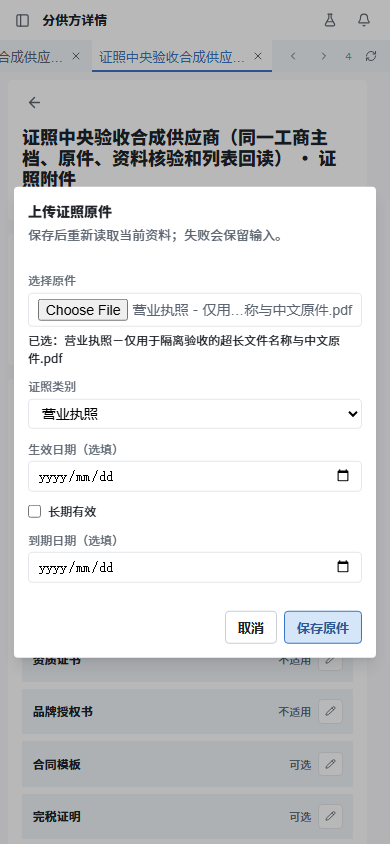 分供方详情
合成供应…
证照中央验收合成供应商…
4
证照中央验收合成供应商（同一工商主
档、原件、资料核验和列表回读） · 证
照附件
上传证照原件
保存后重新读取当前资料；失败会保留输入。
选择原件
Choose File 营业执照 - 仅用…称与中文原件.pdf
已选：营业执照－仅用于隔离验收的超长文件名称与中文原
件.pdf
证照类别
营业执照
生效日期（选填）
yyyy/mm/dd
长期有效
到期日期（选填）
yyyy/mm/dd
取消
保存原件
资质证书 不适用
品牌授权书 不适用
合同模板 可选
完税证明 可选